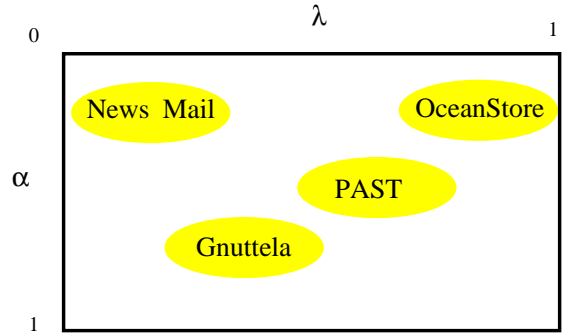 λ
0 1
News Mail OceanStore
α PAST
Gnuttela
1